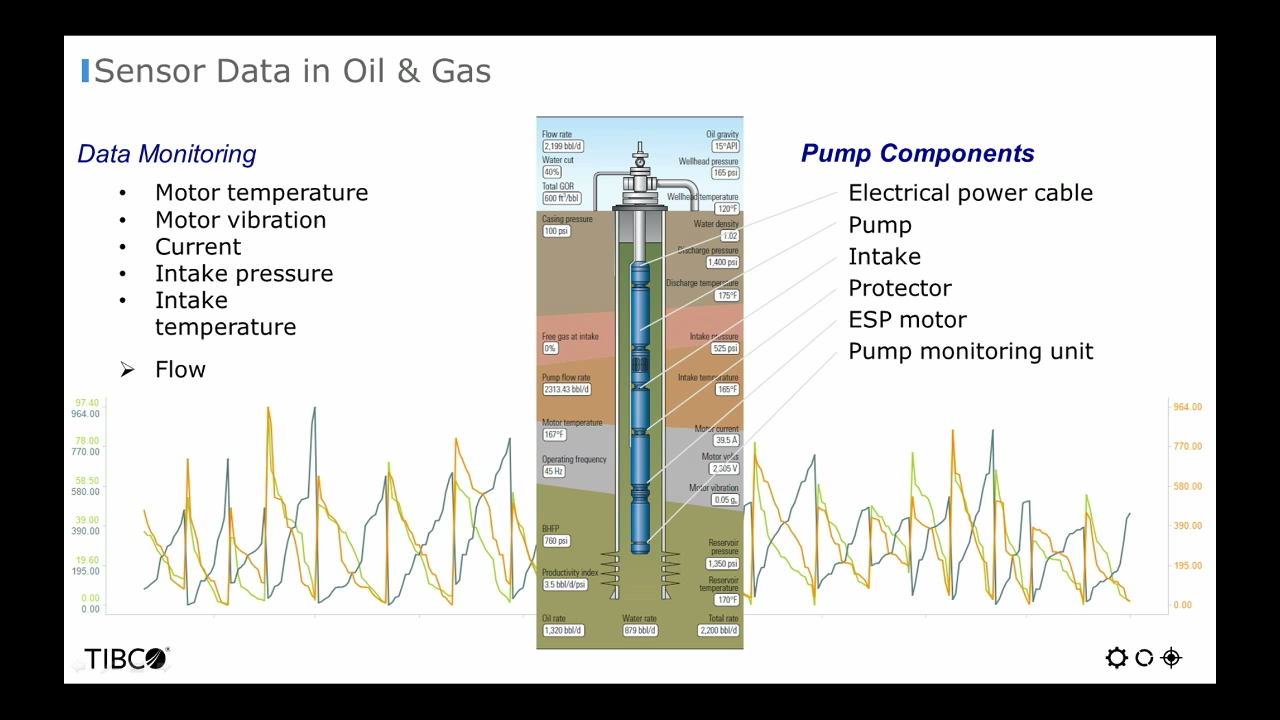 Sensor Data in Oil & Gas
Data Monitoring
• Motor temperature
• Motor vibration
• Current
• Intake pressure
• Intake
temperature
➢ Flow
Pump Components
Electrical power cable
Pump
Intake
Protector
ESP motor
Pump monitoring unit
Flow rate
2,199 bbl/d
Water cut
40%
Total GOR
600 ft³/bbl
Casing pressure
100 psi
Free gas at intake
0%
Pump flow rate
2313.43 bbl/d
Motor temperature
167°F
Operating frequency
45 Hz
BHFP
760 psi
Productivity index
3.5 bbl/d/psi
Oil rate
1,320 bbl/d
Water rate
879 bbl/d
Total rate
2,200 bbl/d
Oil gravity
15°API
Wellhead pressure
165 psi
Wellhead temperature
120°F
Water density
1.02
Discharge pressure
1,400 psi
Discharge temperature
175°F
Intake pressure
525 psi
Intake temperature
165°F
Motor current
39.5 A
Motor volts
2,305 V
Motor vibration
0.05 gₙ
Reservoir
pressure
1,350 psi
Reservoir
temperature
170°F
97.40
964.00
78.00
770.00
58.50
580.00
39.00
390.00
19.60
195.00
0.00
0.00
964.00
770.00
580.00
390.00
195.00
0.00
TIBCO